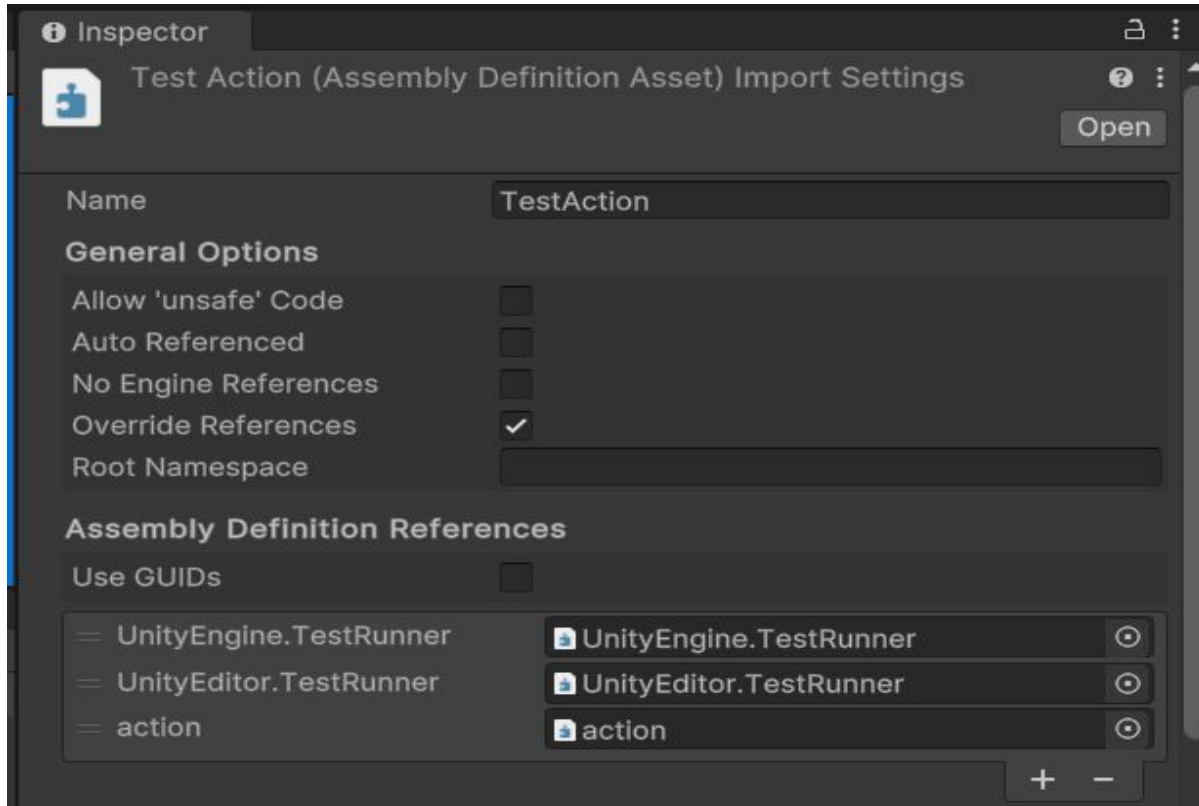 Inspector
Test Action (Assembly Definition Asset) Import Settings
Open
Name TestAction
General Options
Allow 'unsafe' Code
Auto Referenced
No Engine References
Override References
Root Namespace
Assembly Definition References
Use GUIDs
UnityEngine.TestRunner UnityEngine.TestRunner
UnityEditor.TestRunner UnityEditor.TestRunner
action action